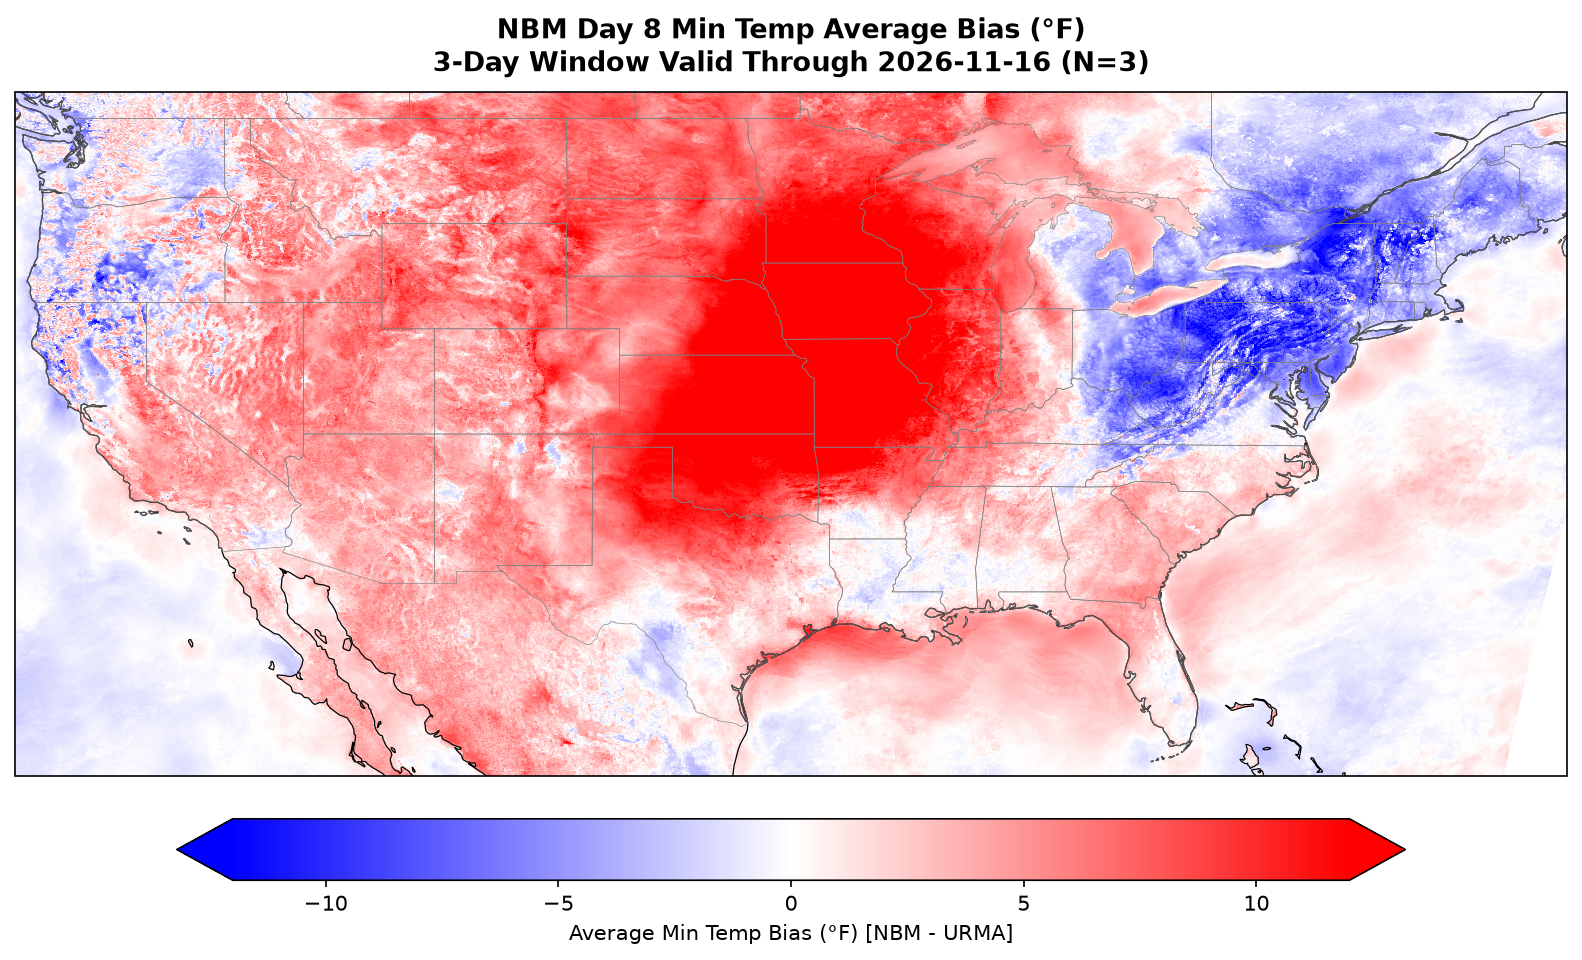 NBM Day 8 Min Temp Average Bias (°F)
3-Day Window Valid Through 2026-11-16 (N=3)
−10 −5 0 5 10
Average Min Temp Bias (°F) [NBM - URMA]